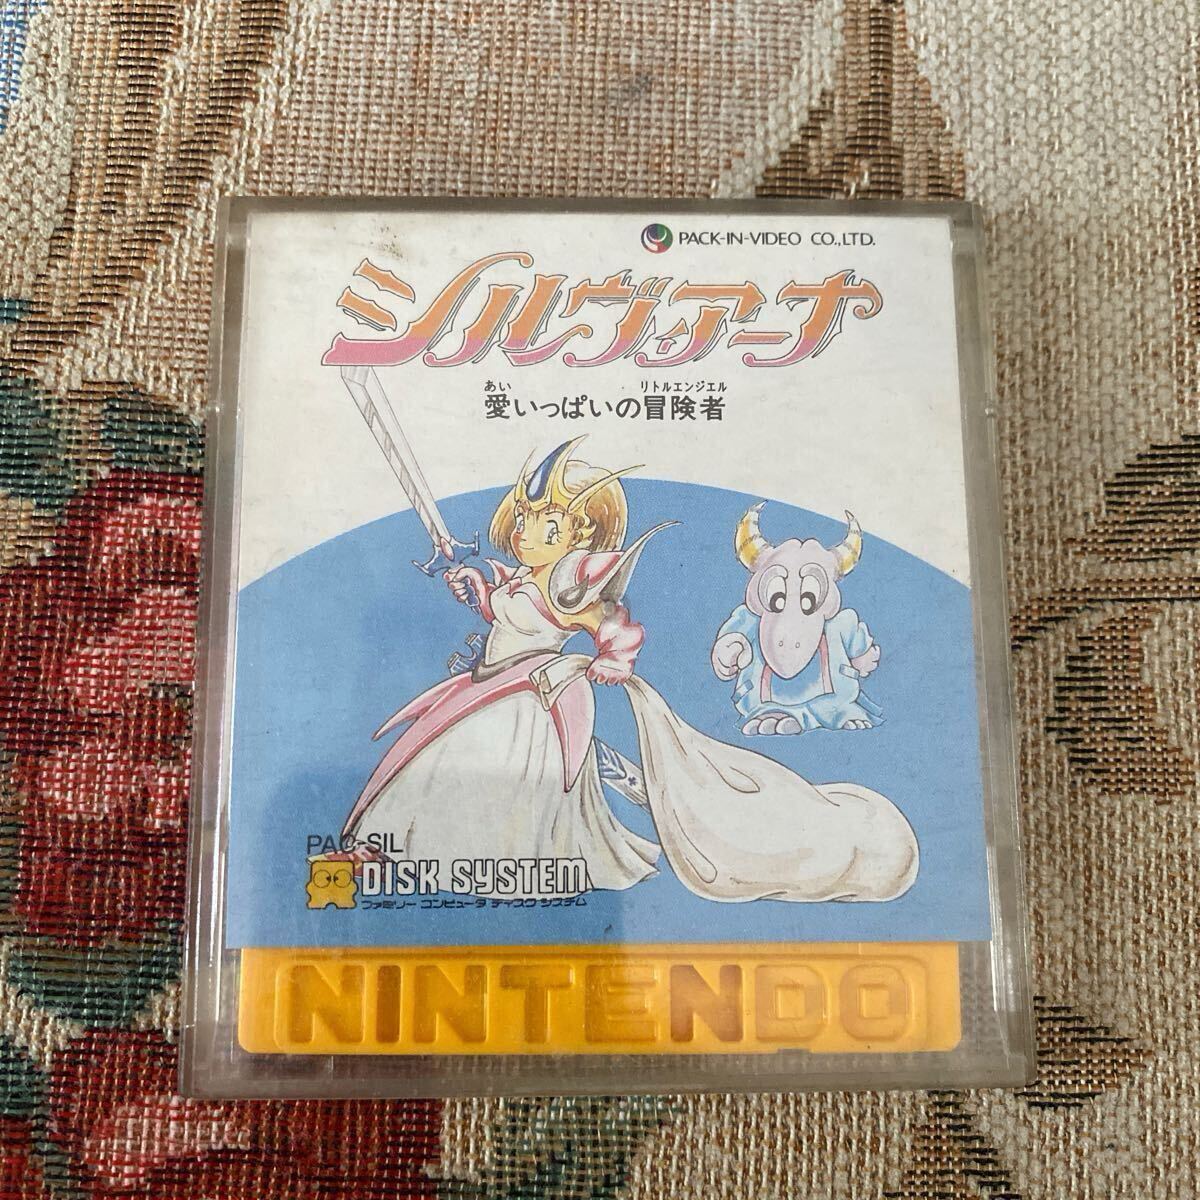 PACK-IN-VIDEO CO.,LTD.
シルヴァーナ
あい リトルエンジェル
愛いっぱいの冒険者
PAC-SIL
DISK SYSTEM
ファミリー コンピュータ ディスク システム
NINTENDO